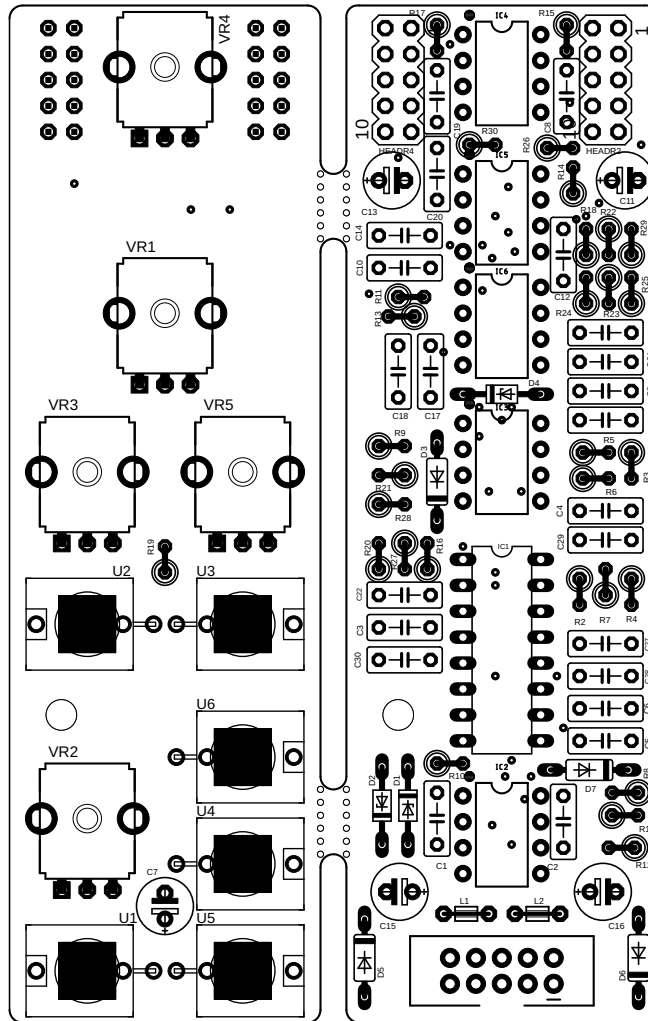 VR4
VR1
VR3
VR5
R19
U2
U3
U6
VR2
U4
C7
U1
U5
R17
IC4
R15
1
10
C19
R30
C8
R26
HEADR4
IC5
HEADR2
R14
C13
C20
C11
C14
R18
R22
R29
C10
IC6
R11
C12
R25
R13
R24
R23
D4
C18
C17
IC3
R9
D3
R5
R21
R3
R28
R6
C4
R20
R27
R16
IC1
C29
C22
R2
R7
R4
C3
C30
D2
D1
R10
IC2
D7
R8
C1
C2
C15
L1
L2
C16
D5
D6